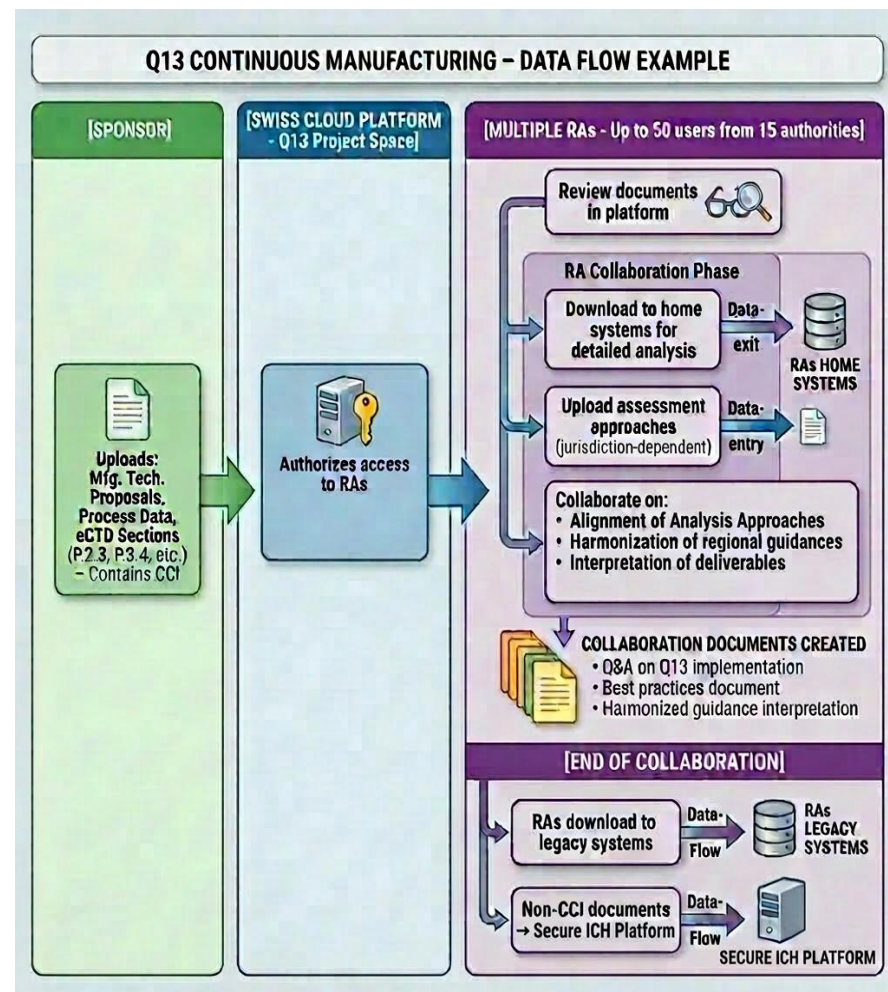 Q13 CONTINUOUS MANUFACTURING – DATA FLOW EXAMPLE
[SPONSOR]
Uploads:
Mfg. Tech.
Proposals,
Process Data,
eCTD Sections
(P.2.3, P.3.4, etc.)
– Contains CCI
[SWISS CLOUD PLATFORM
- Q13 Project Space]
Authorizes access
to RAs
[MULTIPLE RAs - Up to 50 users from 15 authorities]
Review documents
in platform
RA Collaboration Phase
Download to home
systems for
detailed analysis
Data-
exit
RAs HOME
SYSTEMS
Upload assessment
approaches
(jurisdiction-dependent)
Data-
entry
Collaborate on:
• Alignment of Analysis Approaches
• Harmonization of regional guidances
• Interpretation of deliverables
COLLABORATION DOCUMENTS CREATED
• Q&A on Q13 implementation
• Best practices document
• Harmonized guidance interpretation
[END OF COLLABORATION]
RAs download to
legacy systems
Data-
Flow
RAs
LEGACY
SYSTEMS
Non-CCI documents
→ Secure ICH Platform
Data-
Flow
SECURE ICH PLATFORM